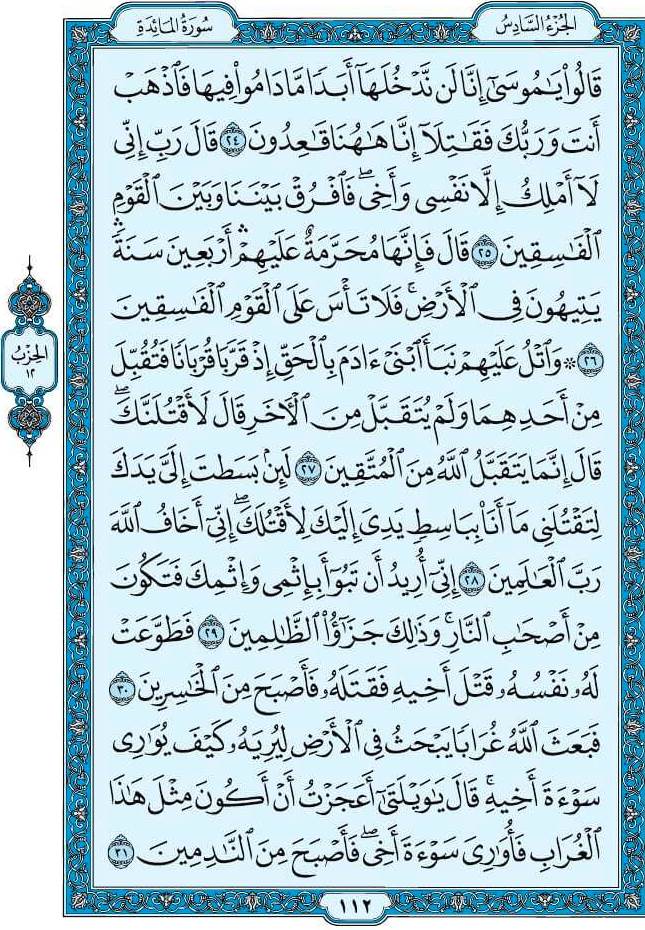 الجزء السادس
سورة المائدة
قَالُوا۟ يَٰمُوسَىٰٓ إِنَّا لَن نَّدْخُلَهَآ أَبَدًا مَّا دَامُوا۟ فِيهَا فَٱذْهَبْ
أَنتَ وَرَبُّكَ فَقَٰتِلَآ إِنَّا هَٰهُنَا قَٰعِدُونَ ٢٤ قَالَ رَبِّ إِنِّى
لَآ أَمْلِكُ إِلَّا نَفْسِى وَأَخِى ۖ فَٱفْرُقْ بَيْنَنَا وَبَيْنَ ٱلْقَوْمِ
ٱلْفَٰسِقِينَ ٢٥ قَالَ فَإِنَّهَا مُحَرَّمَةٌ عَلَيْهِمْ ۛ أَرْبَعِينَ سَنَةً ۛ
يَتِيهُونَ فِى ٱلْأَرْضِ ۚ فَلَا تَأْسَ عَلَى ٱلْقَوْمِ ٱلْفَٰسِقِينَ
٢٦ ۞ وَٱتْلُ عَلَيْهِمْ نَبَأَ ٱبْنَىْ ءَادَمَ بِٱلْحَقِّ إِذْ قَرَّبَا قُرْبَانًا فَتُقُبِّلَ
مِنْ أَحَدِهِمَا وَلَمْ يُتَقَبَّلْ مِنَ ٱلْءَاخَرِ قَالَ لَأَقْتُلَنَّكَ ۖ
قَالَ إِنَّمَا يَتَقَبَّلُ ٱللَّهُ مِنَ ٱلْمُتَّقِينَ ٢٧ لَئِنۢ بَسَطتَ إِلَىَّ يَدَكَ
لِتَقْتُلَنِى مَآ أَنَا۠ بِبَاسِطٍ يَدِىَ إِلَيْكَ لِأَقْتُلَكَ ۖ إِنِّىٓ أَخَافُ ٱللَّهَ
رَبَّ ٱلْعَٰلَمِينَ ٢٨ إِنِّىٓ أُرِيدُ أَن تَبُوٓأَ بِإِثْمِى وَإِثْمِكَ فَتَكُونَ
مِنْ أَصْحَٰبِ ٱلنَّارِ ۚ وَذَٰلِكَ جَزَٰٓؤُا۟ ٱلظَّٰلِمِينَ ٢٩ فَطَوَّعَتْ
لَهُۥ نَفْسُهُۥ قَتْلَ أَخِيهِ فَقَتَلَهُۥ فَأَصْبَحَ مِنَ ٱلْخَٰسِرِينَ ٣٠
فَبَعَثَ ٱللَّهُ غُرَابًا يَبْحَثُ فِى ٱلْأَرْضِ لِيُرِيَهُۥ كَيْفَ يُوَٰرِى
سَوْءَةَ أَخِيهِ ۚ قَالَ يَٰوَيْلَتَىٰٓ أَعَجَزْتُ أَنْ أَكُونَ مِثْلَ هَٰذَا
ٱلْغُرَابِ فَأُوَٰرِىَ سَوْءَةَ أَخِى ۖ فَأَصْبَحَ مِنَ ٱلنَّٰدِمِينَ ٣١
الحزب
١٢
١١٢